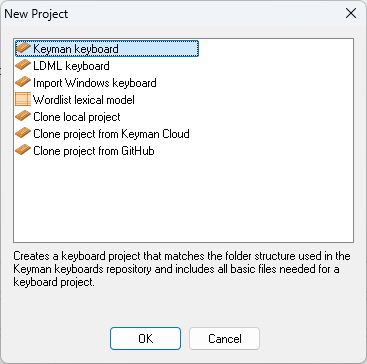 New Project
Keyman keyboard
LDML keyboard
Import Windows keyboard
Wordlist lexical model
Clone local project
Clone project from Keyman Cloud
Clone project from GitHub
Creates a keyboard project that matches the folder structure used in the
Keyman keyboards repository and includes all basic files needed for a
keyboard project.
OK
Cancel